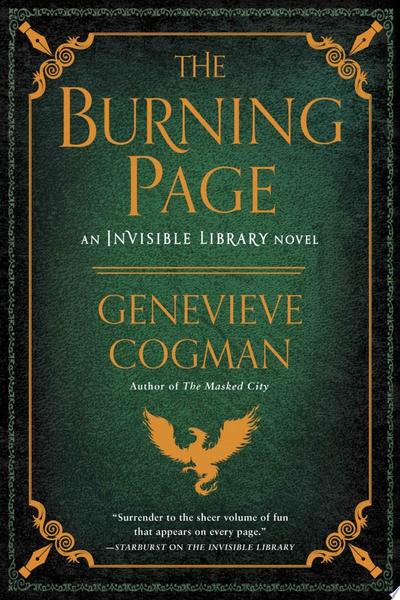 THE
BURNING
PAGE
AN INVISIBLE LIBRARY NOVEL
GENEVIEVE
COGMAN
Author of The Masked City
“Surrender to the sheer volume of fun
that appears on every page.”
—STARBURST ON THE INVISIBLE LIBRARY